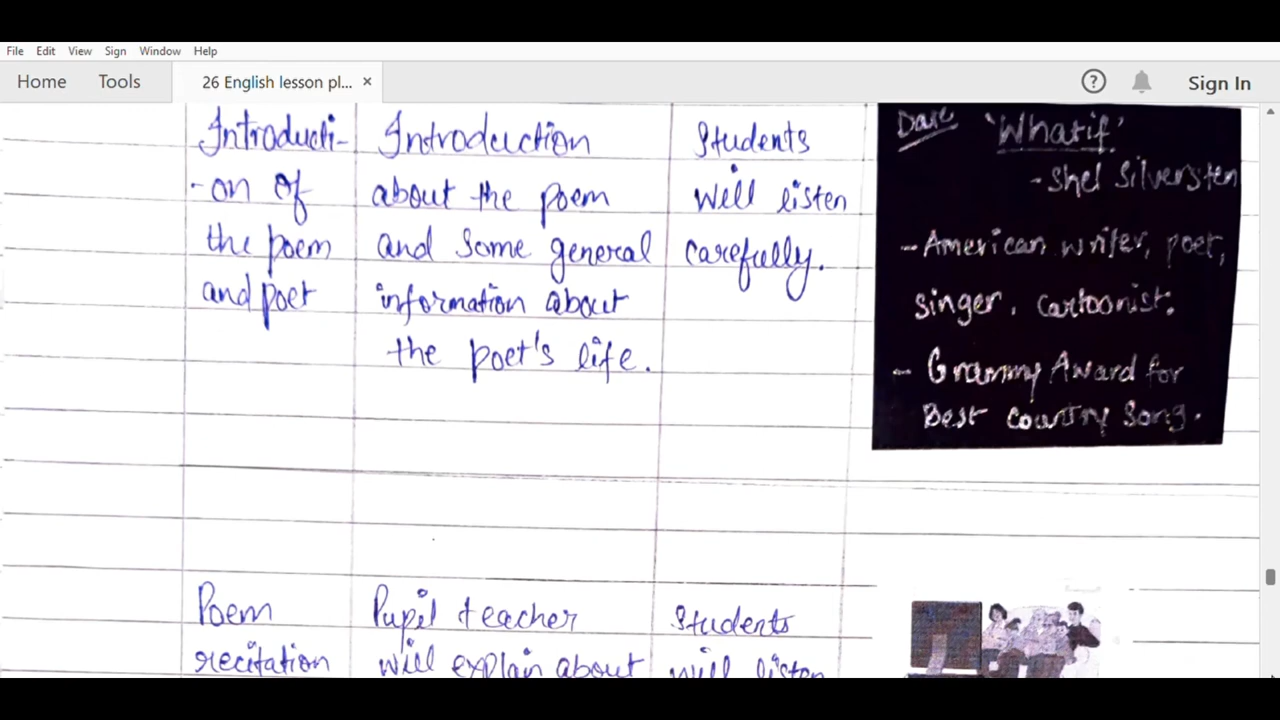 File Edit View Sign Window Help
Home Tools 26 English lesson pl... × ? Sign In
Introducti-
-on of
the poem
and poet
Introduction
about the poem
and some general
information about
the poet's life.
Students
will listen
carefully.
Date 'Whatif'
- Shel Silversten
- American writer, poet,
singer, cartoonist.
- Grammy Award for
Best Country Song.
Poem
recitation
Pupil teacher
will explain about
Students
will listen